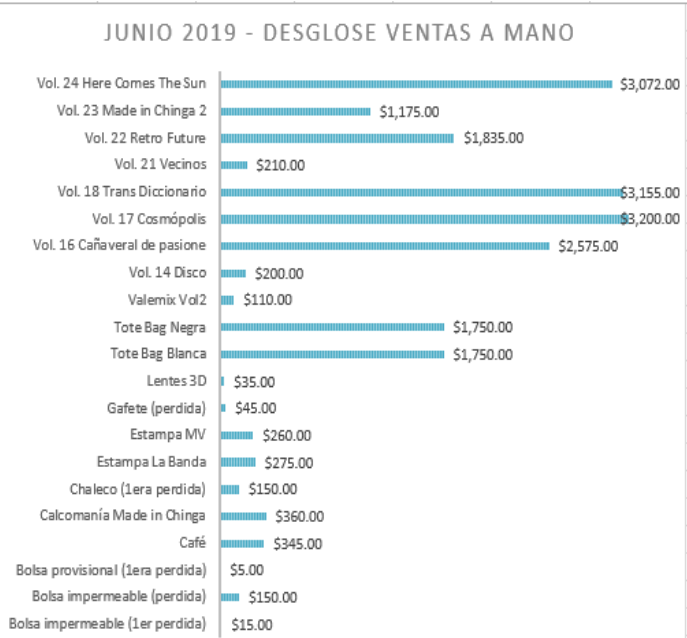 JUNIO 2019 - DESGLOSE VENTAS A MANO
Vol. 24 Here Comes The Sun $3,072.00
Vol. 23 Made in Chinga 2 $1,175.00
Vol. 22 Retro Future $1,835.00
Vol. 21 Vecinos $210.00
Vol. 18 Trans Diccionario $3,155.00
Vol. 17 Cosmópolis $3,200.00
Vol. 16 Cañaveral de pasione $2,575.00
Vol. 14 Disco $200.00
Valemix Vol2 $110.00
Tote Bag Negra $1,750.00
Tote Bag Blanca $1,750.00
Lentes 3D $35.00
Gafete (perdida) $45.00
Estampa MV $260.00
Estampa La Banda $275.00
Chaleco (1era perdida) $150.00
Calcomanía Made in Chinga $360.00
Café $345.00
Bolsa provisional (1era perdida) $5.00
Bolsa impermeable (perdida) $150.00
Bolsa impermeable (1er perdida) $15.00